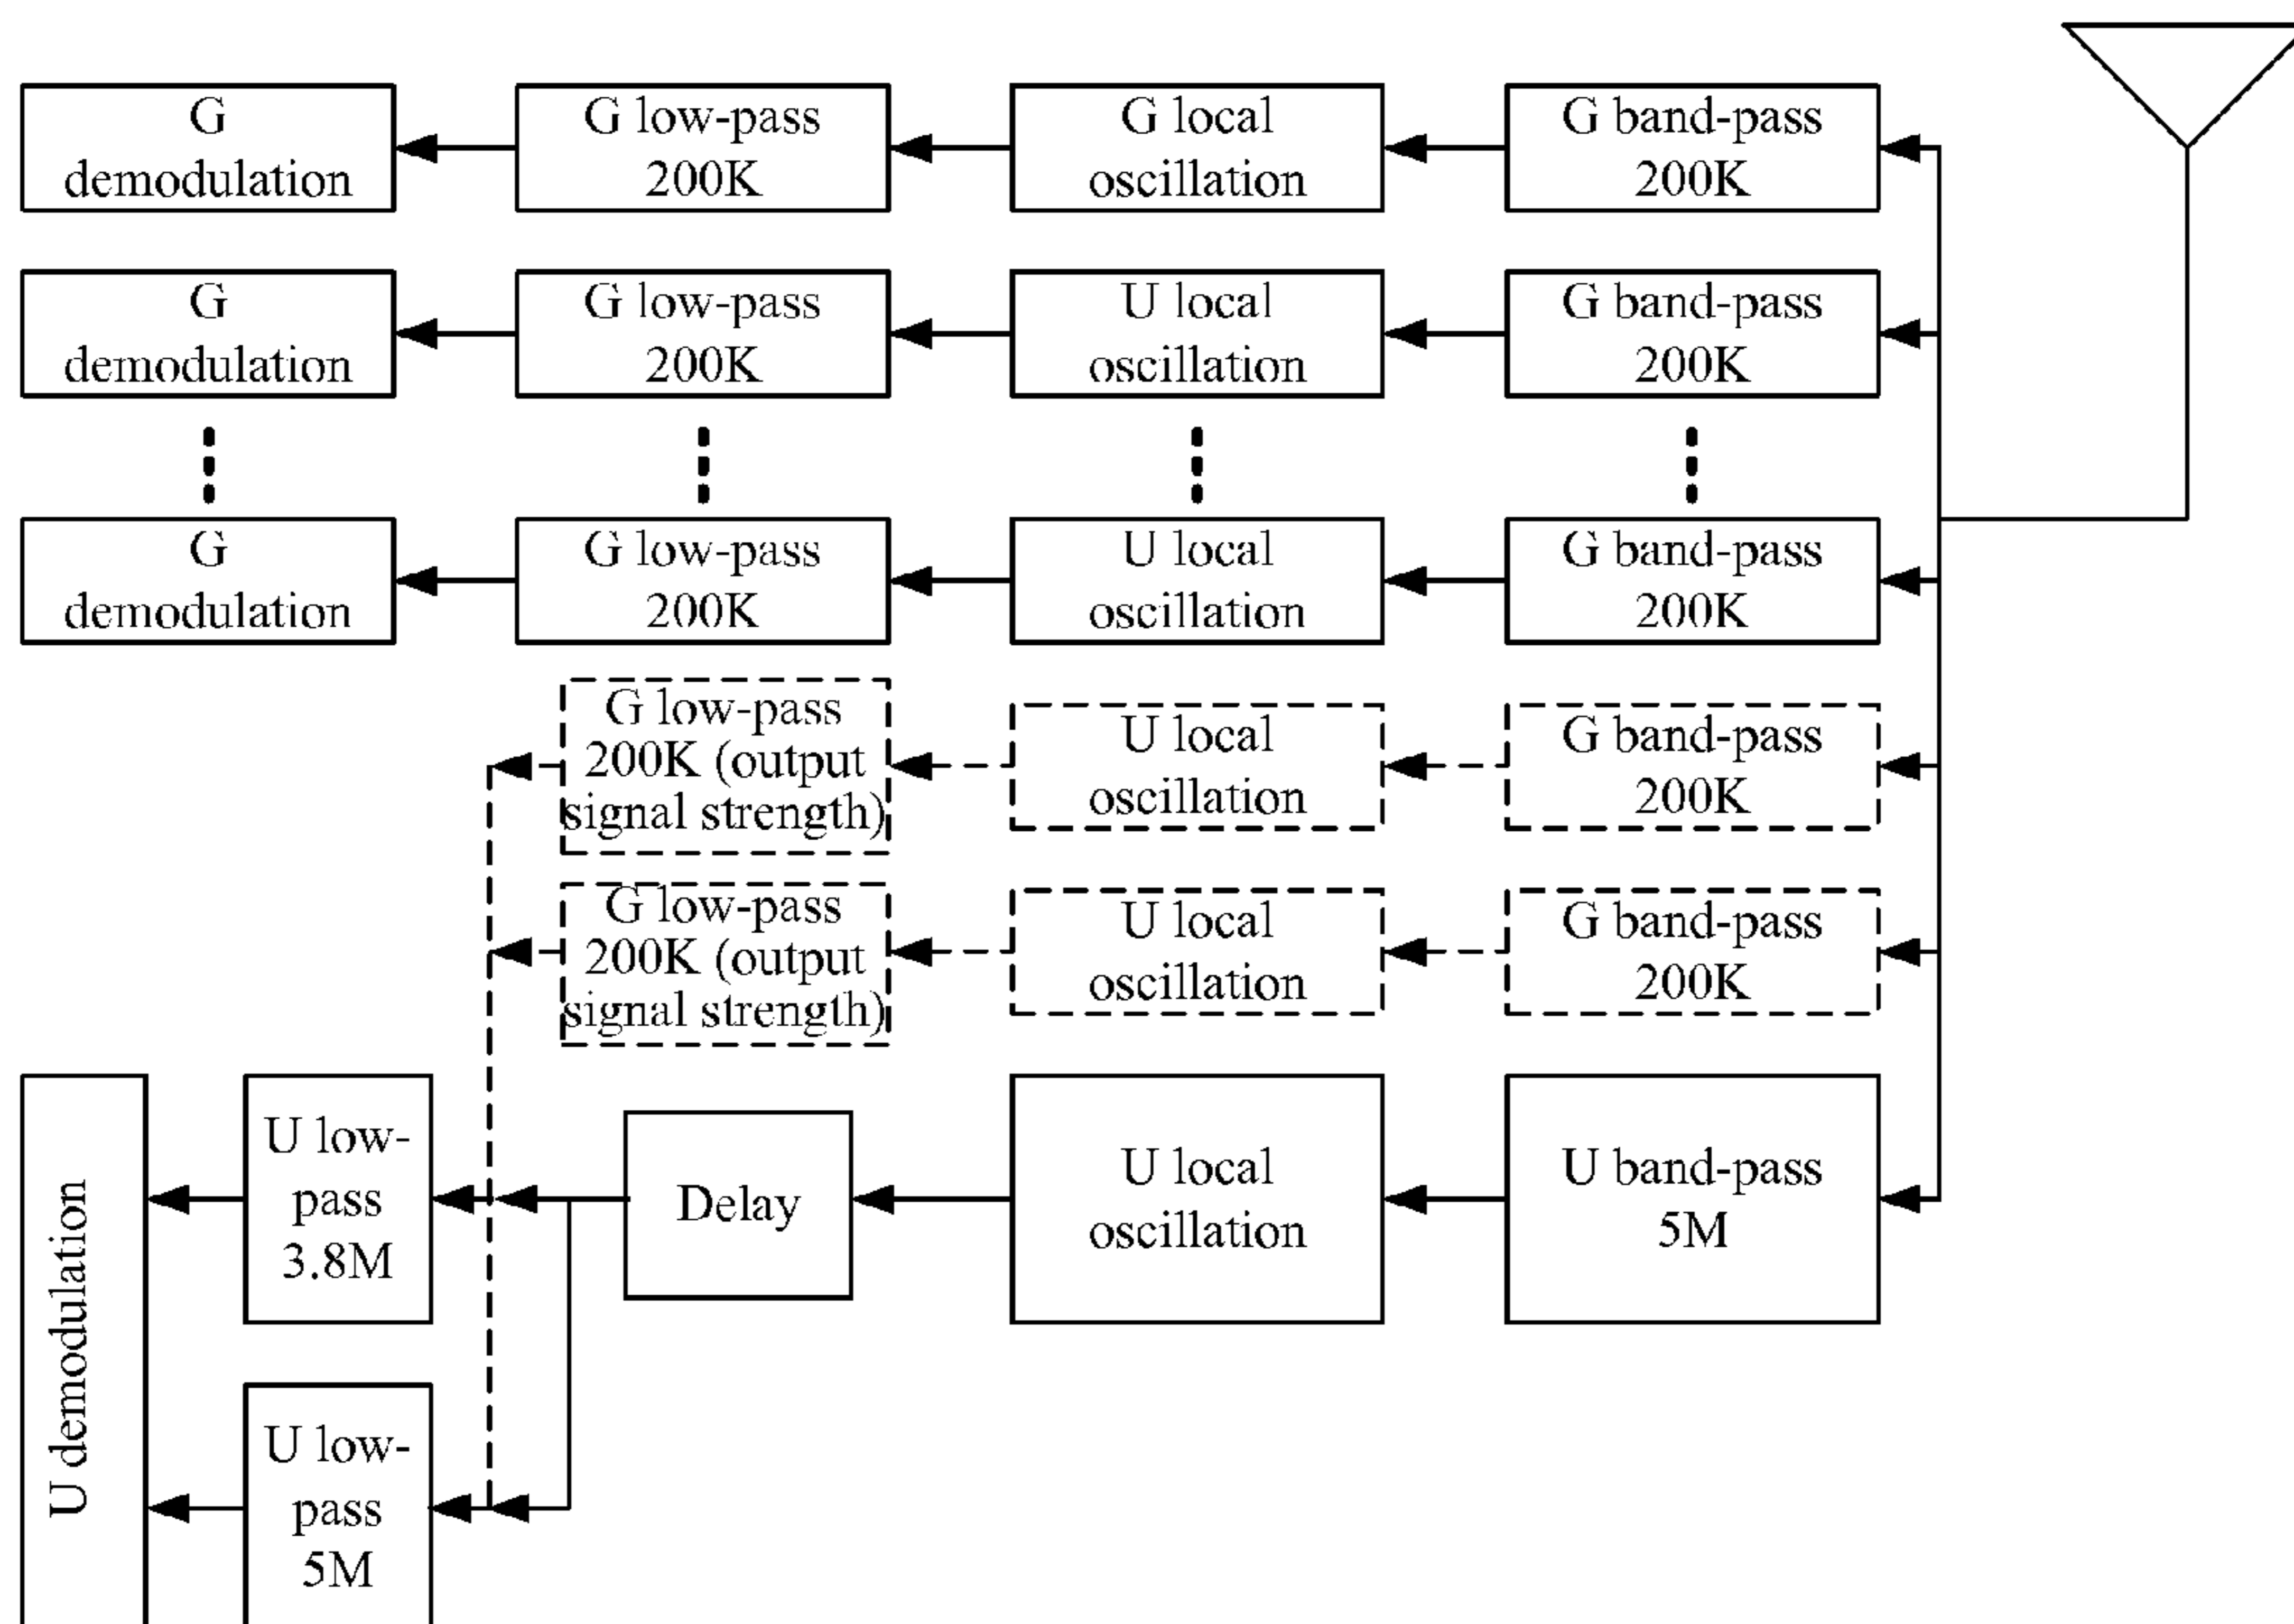 G
demodulation
G low-pass
200K
G local
oscillation
G band-pass
200K
G
demodulation
G low-pass
200K
U local
oscillation
G band-pass
200K
G
demodulation
G low-pass
200K
U local
oscillation
G band-pass
200K
G low-pass
200K (output
signal strength)
U local
oscillation
G band-pass
200K
G low-pass
200K (output
signal strength)
U local
oscillation
G band-pass
200K
U demodulation
U low-
pass
3.8M
Delay
U local
oscillation
U band-pass
5M
U low-
pass
5M